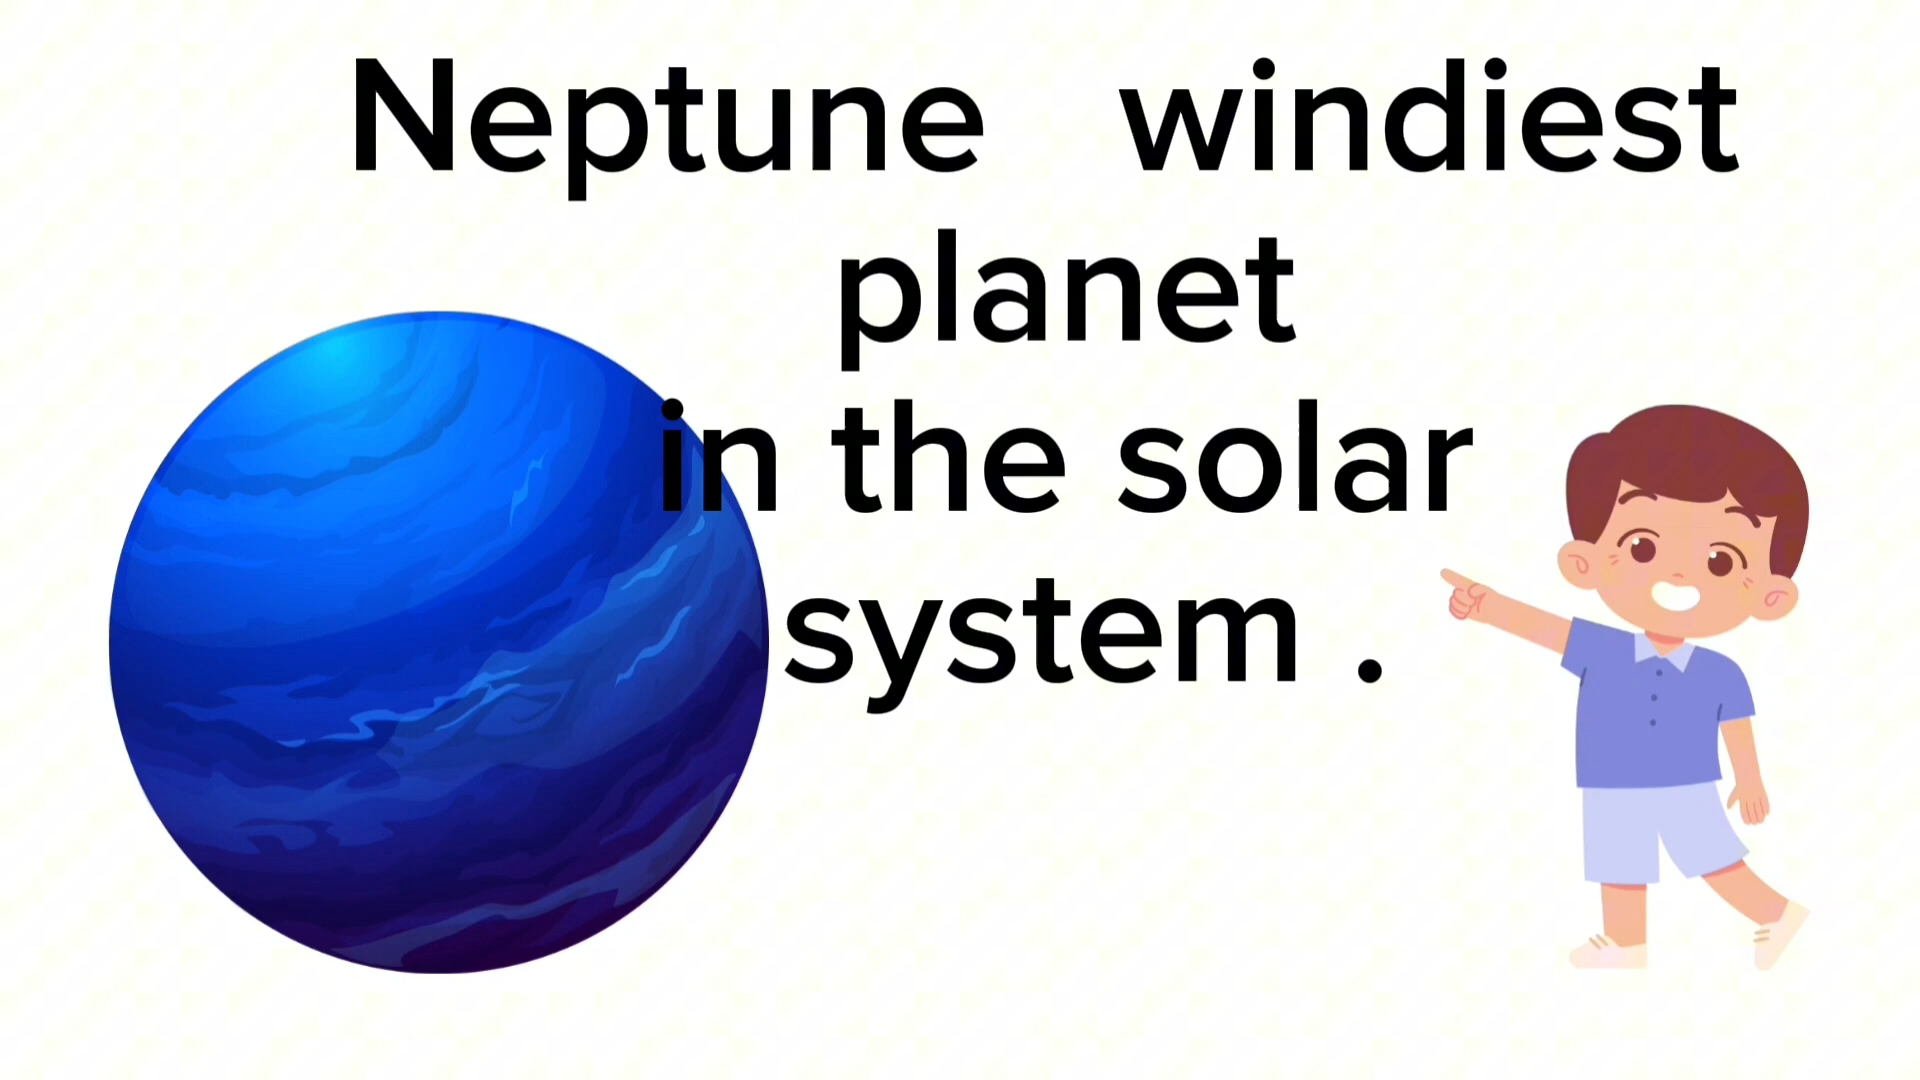 Neptune windiest
planet
in the solar
system .